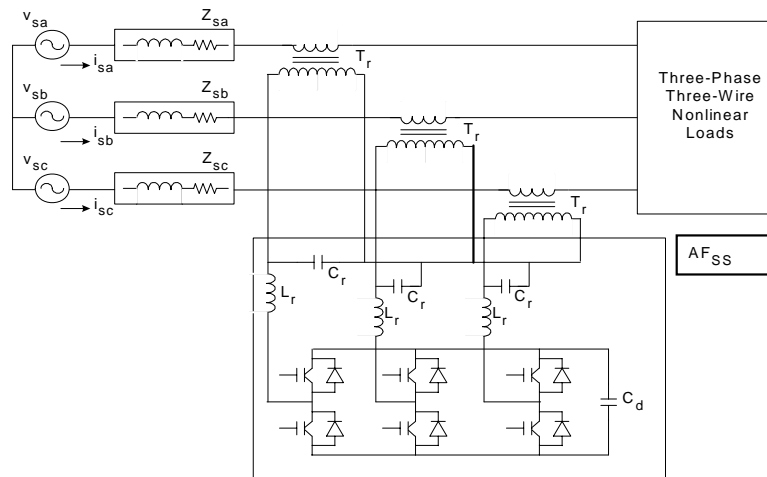 v_sa
Z_sa
i_sa
T_r
v_sb
Z_sb
i_sb
T_r
v_sc
Z_sc
i_sc
T_r
Three-Phase
Three-Wire
Nonlinear
Loads
AF_SS
C_r
C_r
C_r
L_r
L_r
L_r
C_d